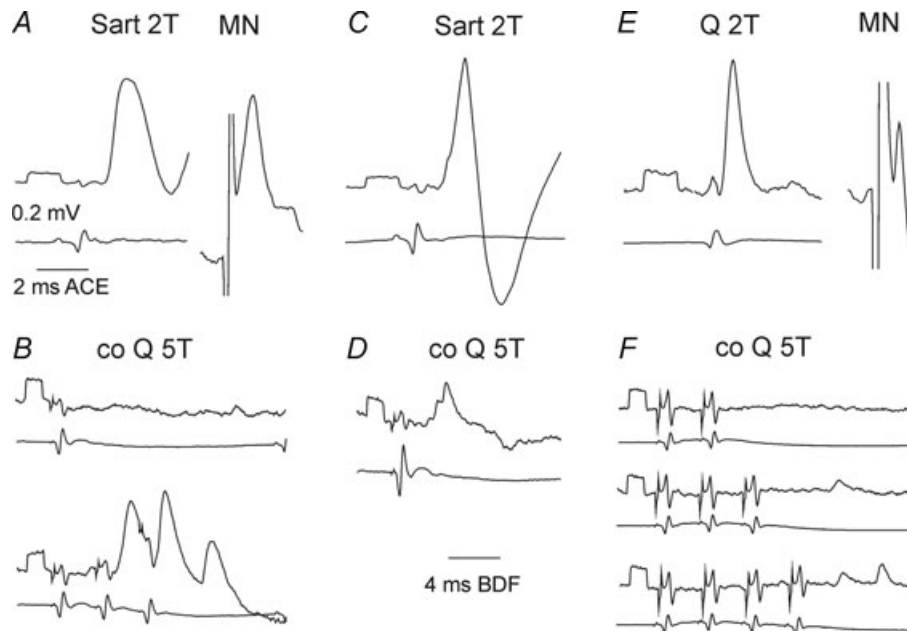 A Sart 2T MN C Sart 2T E Q 2T MN
0.2 mV
2 ms ACE
B co Q 5T D co Q 5T F co Q 5T
4 ms BDF